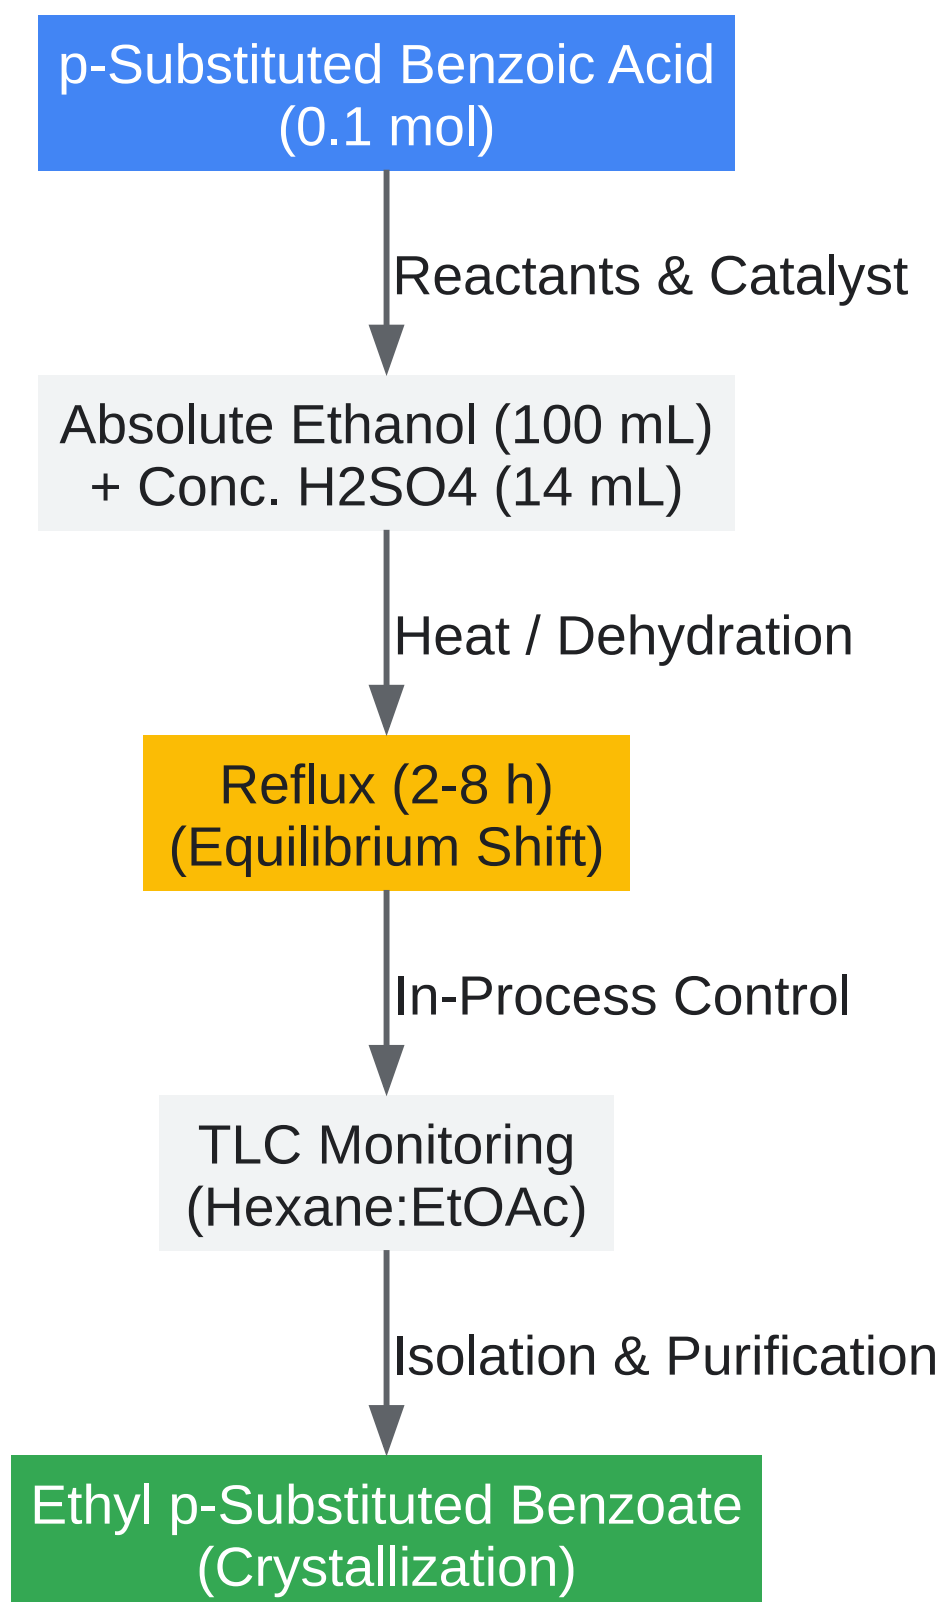 p-Substituted Benzoic Acid
(0.1 mol)
Reactants & Catalyst
Absolute Ethanol (100 mL)
+ Conc. H2SO4 (14 mL)
Heat / Dehydration
Reflux (2-8 h)
(Equilibrium Shift)
In-Process Control
TLC Monitoring
(Hexane:EtOAc)
Isolation & Purification
Ethyl p-Substituted Benzoate
(Crystallization)